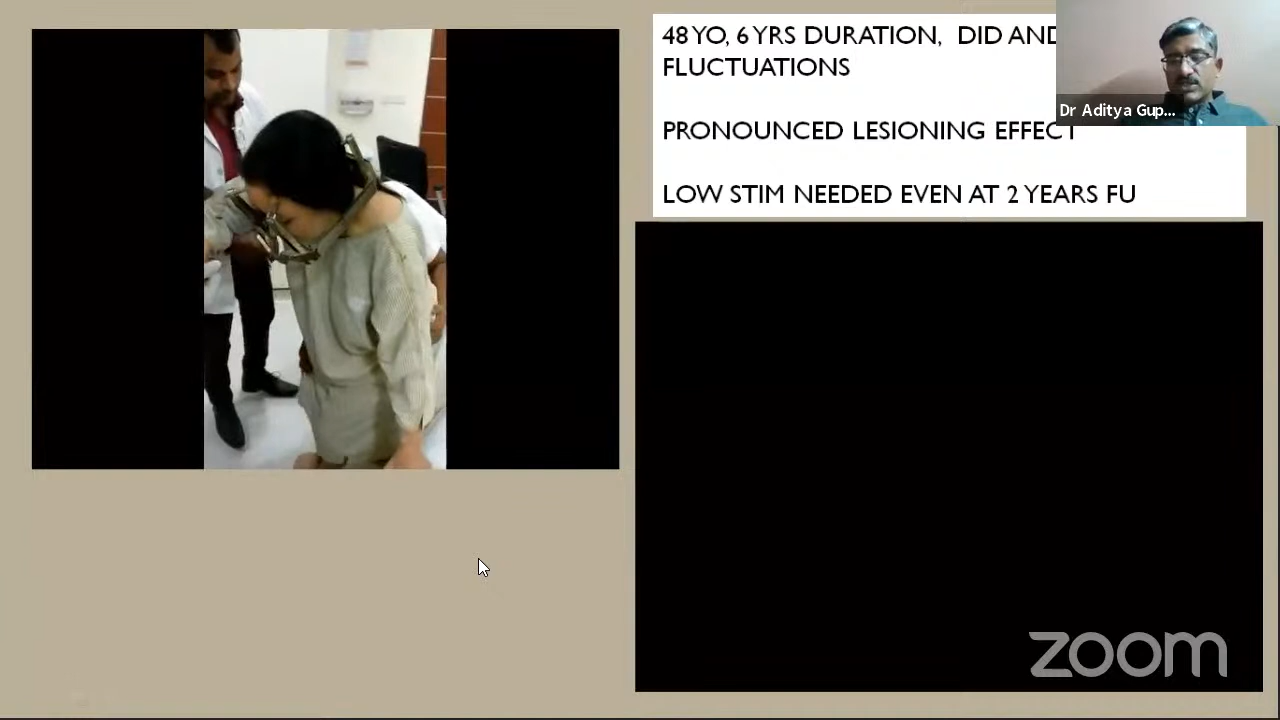 48 YO, 6 YRS DURATION, DID AND
FLUCTUATIONS
PRONOUNCED LESIONING EFFECT
LOW STIM NEEDED EVEN AT 2 YEARS FU
Dr Aditya Gup...
zoom